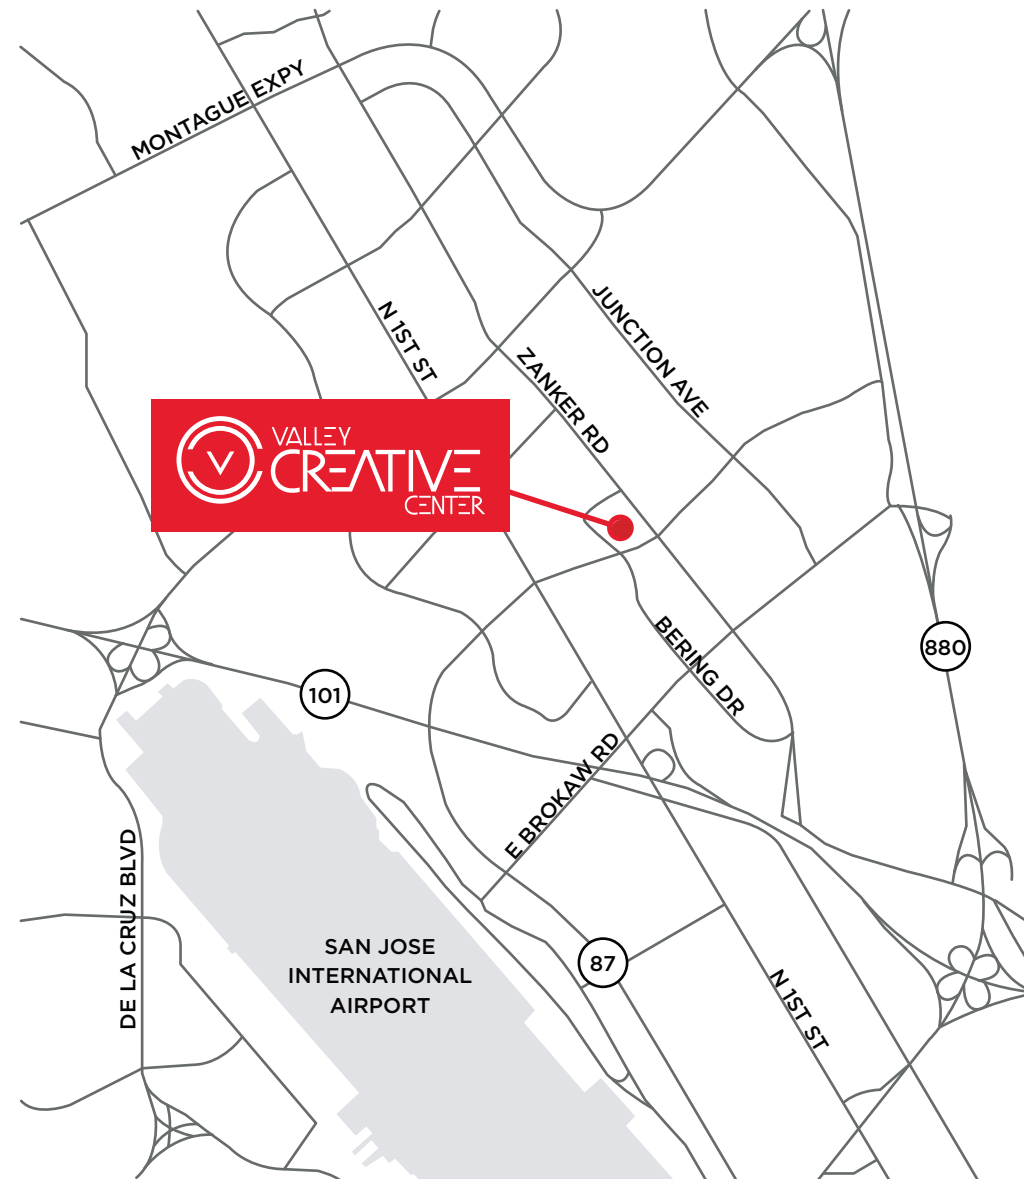 MONTAGUE EXPY
N 1ST ST
JUNCTION AVE
ZANKER RD
VALLEY
CREATIVE
CENTER
BERING DR
880
101
E BROKAW RD
DE LA CRUZ BLVD
SAN JOSE
INTERNATIONAL
AIRPORT
87
N 1ST ST